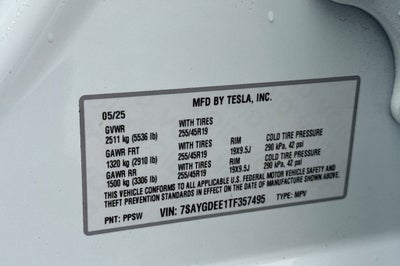 MFD BY TESLA, INC.
05/25
GVWR WITH TIRES
2511 kg (5536 lb) 255/45R19
GAWR FRT WITH TIRES RIM COLD TIRE PRESSURE
1320 kg (2910 lb) 255/45R19 19X9.5J 290 kPa, 42 psi
GAWR RR WITH TIRES RIM COLD TIRE PRESSURE
1500 kg (3306 lb) 255/45R19 19X9.5J 290 kPa, 42 psi
THIS VEHICLE CONFORMS TO ALL APPLICABLE U.S. FEDERAL MOTOR VEHICLE SAFETY AND
THEFT PREVENTION STANDARDS IN EFFECT ON THE DATE OF MANUFACTURE SHOWN ABOVE.
PNT: PPSW VIN: 7SAYGDEE1TF357495 TYPE: MPV